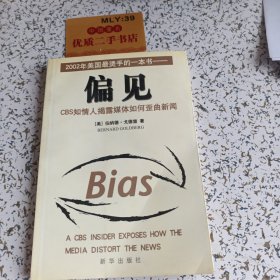 MLY:39
优质二手书店
2002年美国最烫手的一本书——
偏见
CBS知情人揭露媒体如何歪曲新闻
[美] 伯纳德·戈德堡 著
BERNARD GOLDBERG
Bias
A CBS INSIDER EXPOSES HOW THE
MEDIA DISTORT THE NEWS
新华出版社